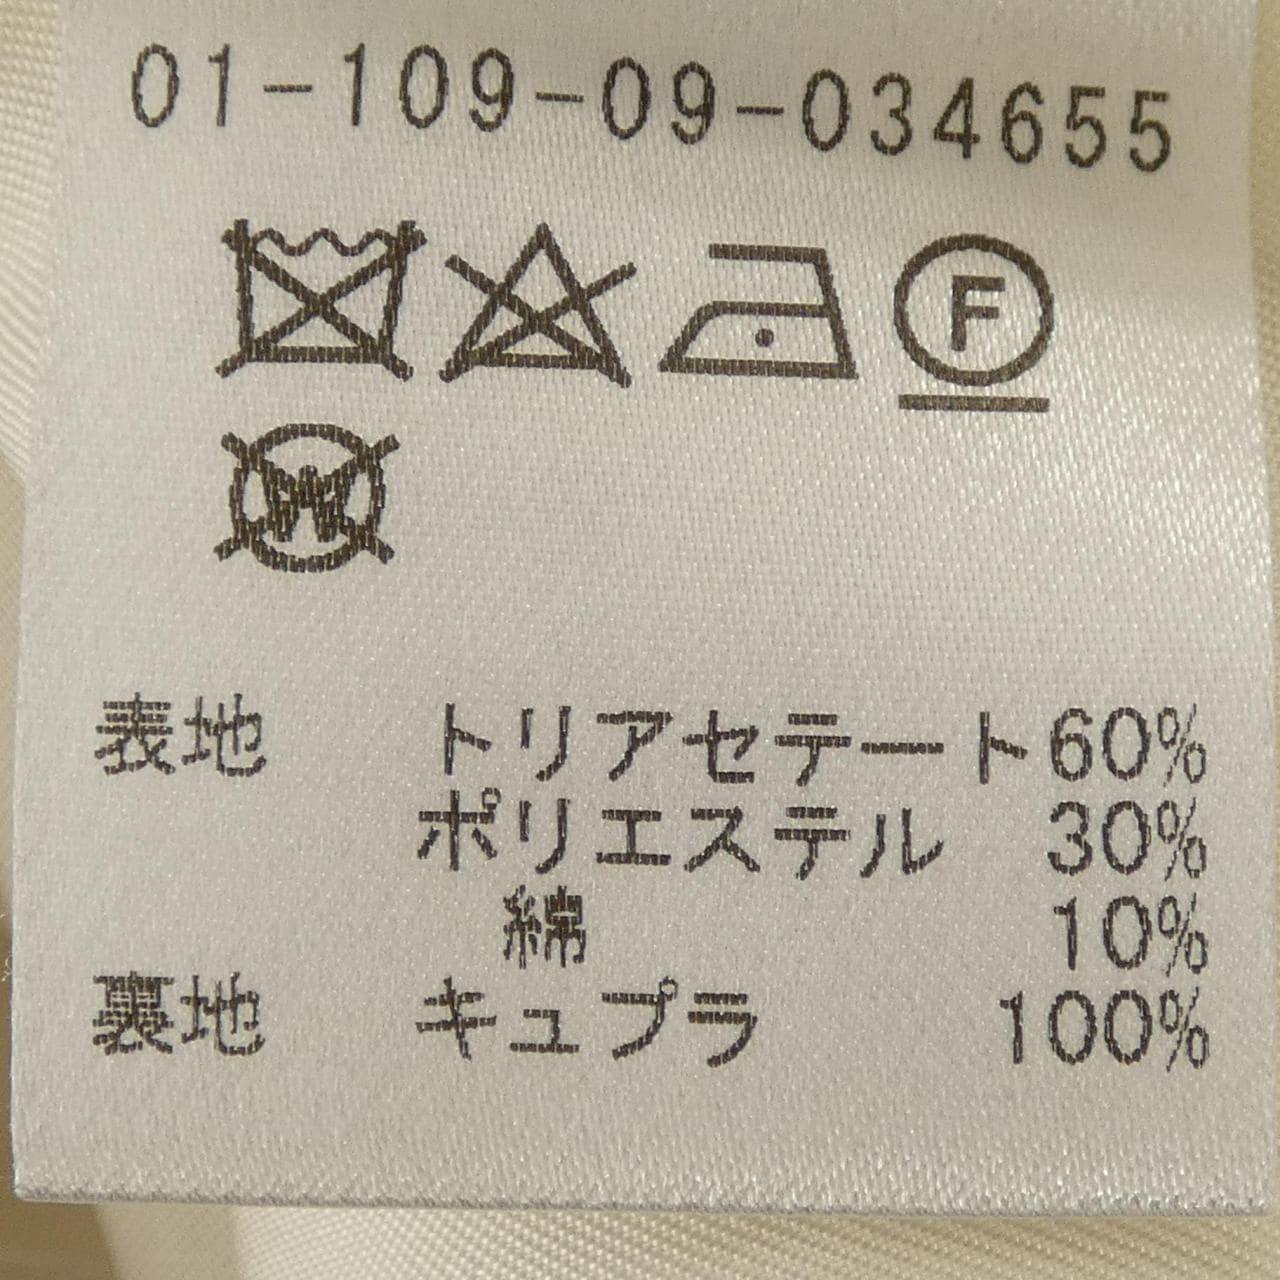 01-109-09-034655
F
W
表地 トリアセテート60%
ポリエステル 30%
綿 10%
裏地 キュプラ 100%